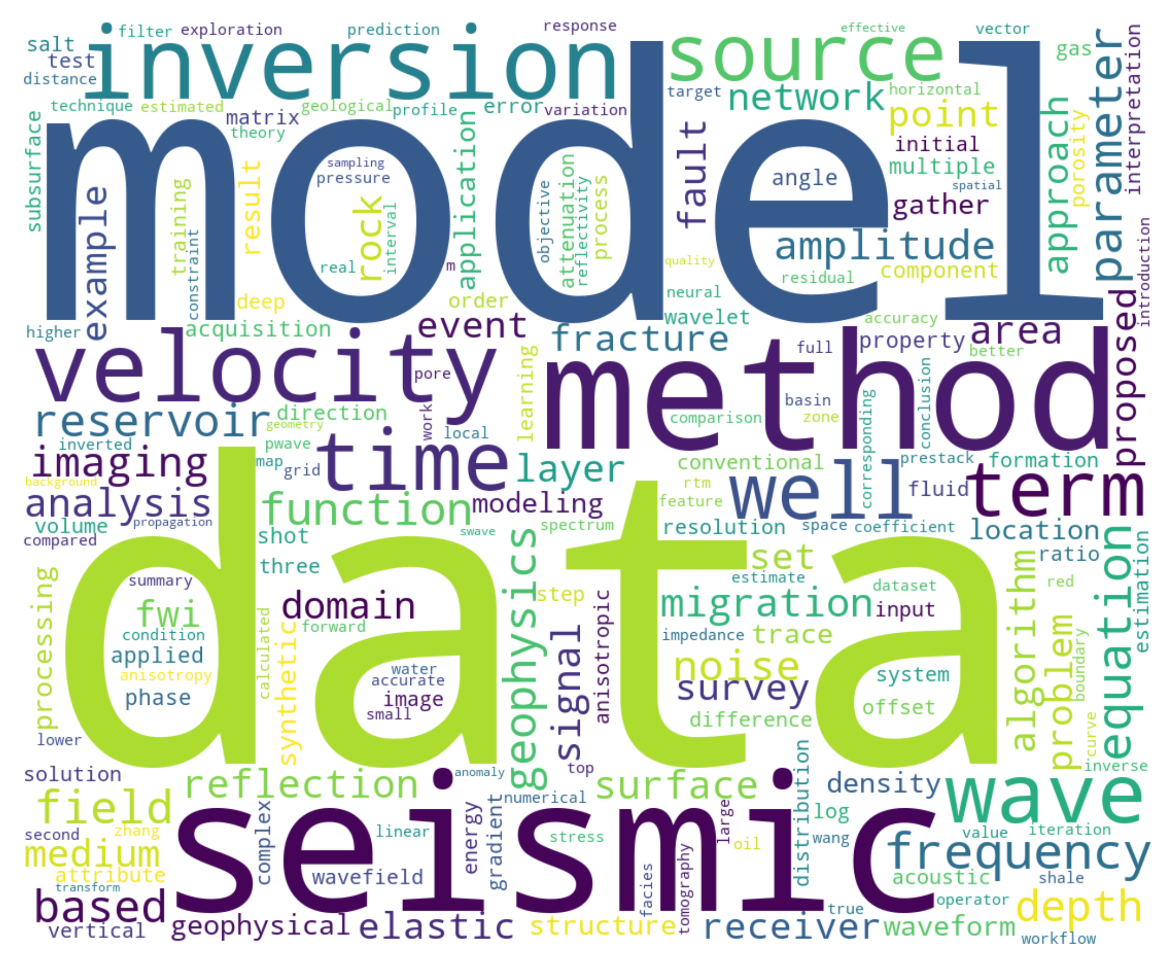 model
data
seismic
method
velocity
inversion
source
time
well
term
wave
filter
exploration
prediction
response
effective
vector
salt
test
distance
gas
target
network
horizontal
technique
estimated
geological
profile
error
variation
matrix
theory
point
initial
multiple
spatial
subsurface
example
training
constraint
result
sampling
pressure
rock
interval
real
m
application
objective
attenuation
reflectivity
process
fault
angle
gather
amplitude
residual
component
quality
approach
porosity
parameter
interpretation
introduction
higher
acquisition
deep
order
event
neural
wavelet
fracture
accuracy
property
area
better
proposed
full
pore
learning
reservoir
direction
geometry
work
local
comparison
basin
zone
corresponding
conclusion
inverted
pwave
map
grid
imaging
background
analysis
propagation
layer
modeling
function
conventional
rtm
feature
prestack
formation
fluid
volume
compared
shot
swave
spectrum
resolution
space
coefficient
location
ratio
estimation
processing
three
summary
fwi
condition
applied
anisotropy
phase
lower
calculated
synthetic
domain
forward
water
accurate
image
small
geophysics
step
signal
anisotropic
set
estimate
dataset
migration
input
impedance
trace
noise
survey
system
difference
offset
algorithm
problem
red
boundary
curve
equation
inverse
solution
reflection
anomaly
top
surface
density
field
second
zhang
medium
attribute
transform
complex
linear
wavefield
energy
gradient
numerical
stress
facies
tomography
large
oil
distribution
log
wang
value
iteration
frequency
acoustic
shale
operator
depth
based
vertical
geophysical
elastic
structure
receiver
true
waveform
workflow